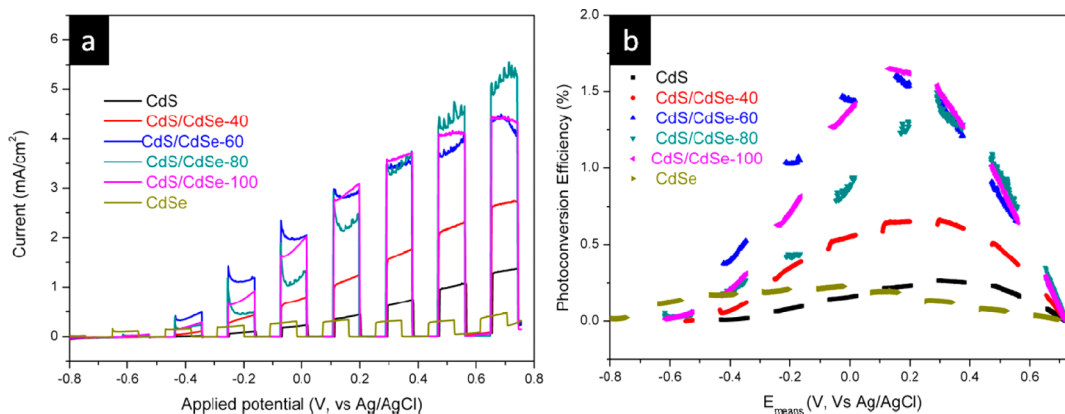 a
Current (mA/cm²)
6
5
4
3
2
1
0
CdS
CdS/CdSe-40
CdS/CdSe-60
CdS/CdSe-80
CdS/CdSe-100
CdSe
-0.8 -0.6 -0.4 -0.2 0.0 0.2 0.4 0.6 0.8
Applied potential (V, vs Ag/AgCl)
b
Photoconversion Efficiency (%)
2.0
1.5
1.0
0.5
0.0
CdS
CdS/CdSe-40
CdS/CdSe-60
CdS/CdSe-80
CdS/CdSe-100
CdSe
-0.8 -0.6 -0.4 -0.2 0.0 0.2 0.4 0.6
E_means (V, Vs Ag/AgCl)